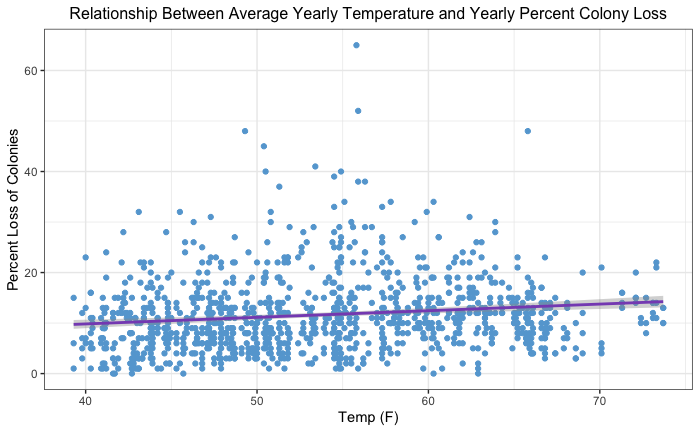 Relationship Between Average Yearly Temperature and Yearly Percent Colony Loss
Percent Loss of Colonies
60
40
20
0
40 50 60 70
Temp (F)